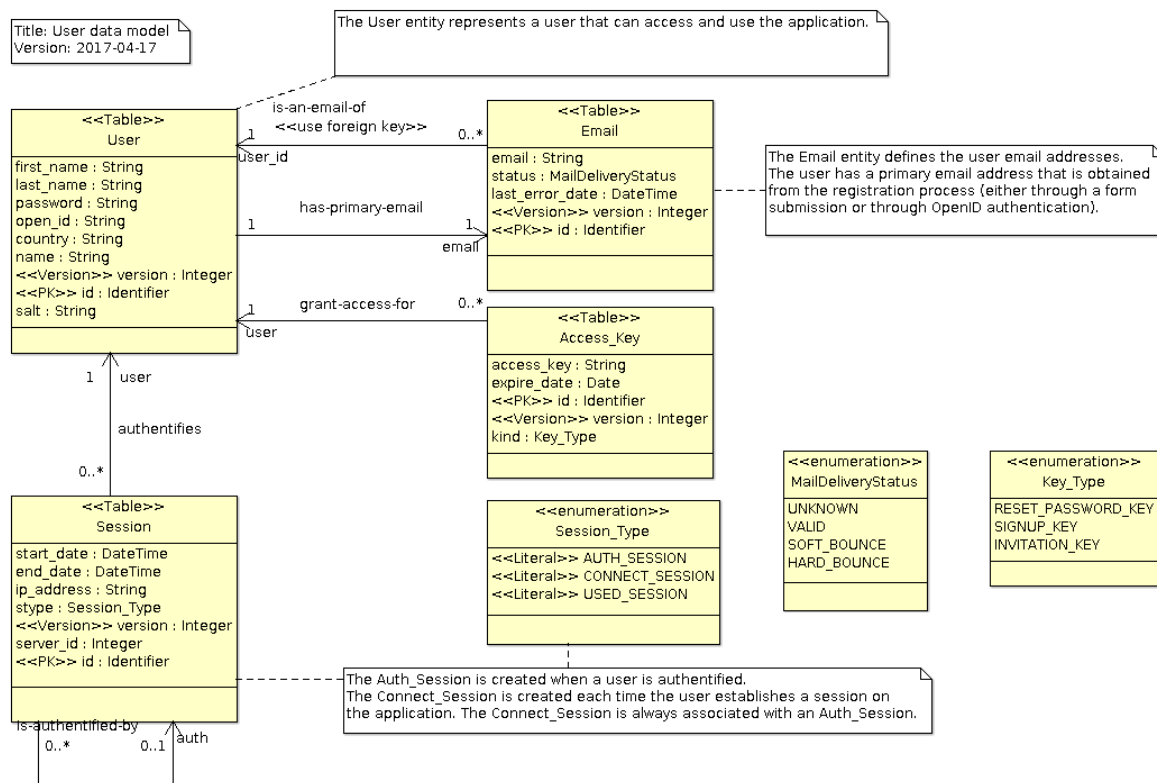 Title: User data model
Version: 2017-04-17
The User entity represents a user that can access and use the application.
<<Table>>
User
first_name : String
last_name : String
password : String
open_id : String
country : String
name : String
<<Version>> version : Integer
<<PK>> id : Identifier
salt : String
is-an-email-of
<<use foreign key>>
1
0..*
user_id
has-primary-email
1
1
email
grant-access-for
1
0..*
user
<<Table>>
Email
email : String
status : MailDeliveryStatus
last_error_date : DateTime
<<Version>> version : Integer
<<PK>> id : Identifier
The Email entity defines the user email addresses.
The user has a primary email address that is obtained
from the registration process (either through a form
submission or through OpenID authentication).
<<Table>>
Access_Key
access_key : String
expire_date : Date
<<PK>> id : Identifier
<<Version>> version : Integer
kind : Key_Type
1
user
authentifies
0..*
<<Table>>
Session
start_date : DateTime
end_date : DateTime
ip_address : String
stype : Session_Type
<<Version>> version : Integer
server_id : Integer
<<PK>> id : Identifier
<<enumeration>>
Session_Type
<<Literal>> AUTH_SESSION
<<Literal>> CONNECT_SESSION
<<Literal>> USED_SESSION
<<enumeration>>
MailDeliveryStatus
UNKNOWN
VALID
SOFT_BOUNCE
HARD_BOUNCE
<<enumeration>>
Key_Type
RESET_PASSWORD_KEY
SIGNUP_KEY
INVITATION_KEY
The Auth_Session is created when a user is authentified.
The Connect_Session is created each time the user establishes a session on
the application. The Connect_Session is always associated with an Auth_Session.
is-authentified-by
0..*
0..1
auth